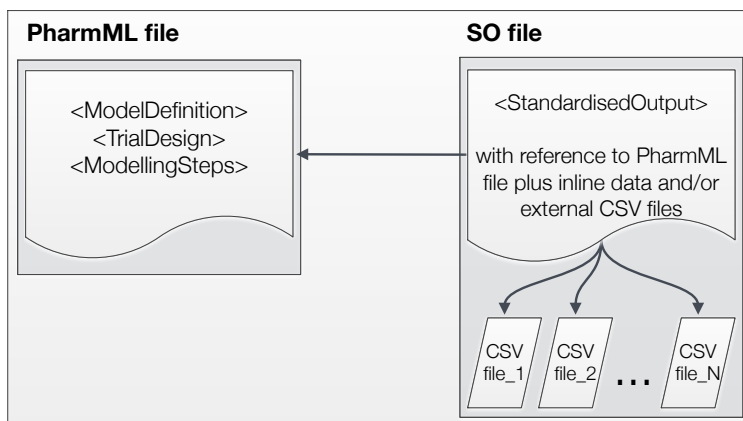 PharmML file
<ModelDefinition>
<TrialDesign>
<ModellingSteps>
SO file
<StandardisedOutput>
with reference to PharmML
file plus inline data and/or
external CSV files
CSV
file_1
CSV
file_2
...
CSV
file_N